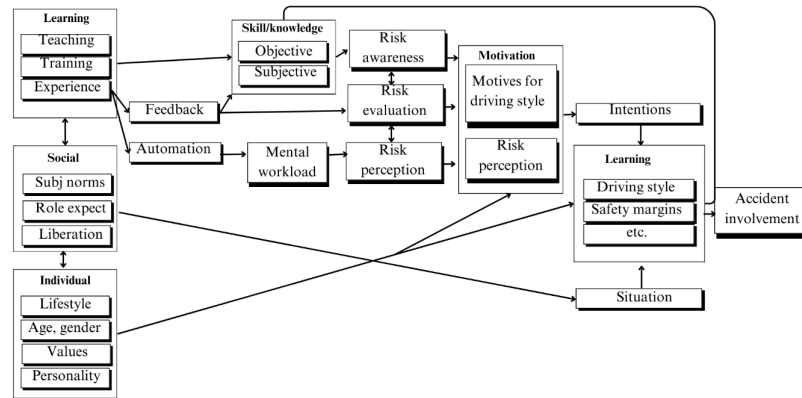 Learning
Teaching
Training
Experience
Social
Subj norms
Role expect
Liberation
Individual
Lifestyle
Age, gender
Values
Personality
Feedback
Automation
Skill/knowledge
Objective
Subjective
Mental
workload
Risk
awareness
Risk
evaluation
Risk
perception
Motivation
Motives for
driving style
Risk
perception
Intentions
Learning
Driving style
Safety margins
etc.
Situation
Accident
involvement